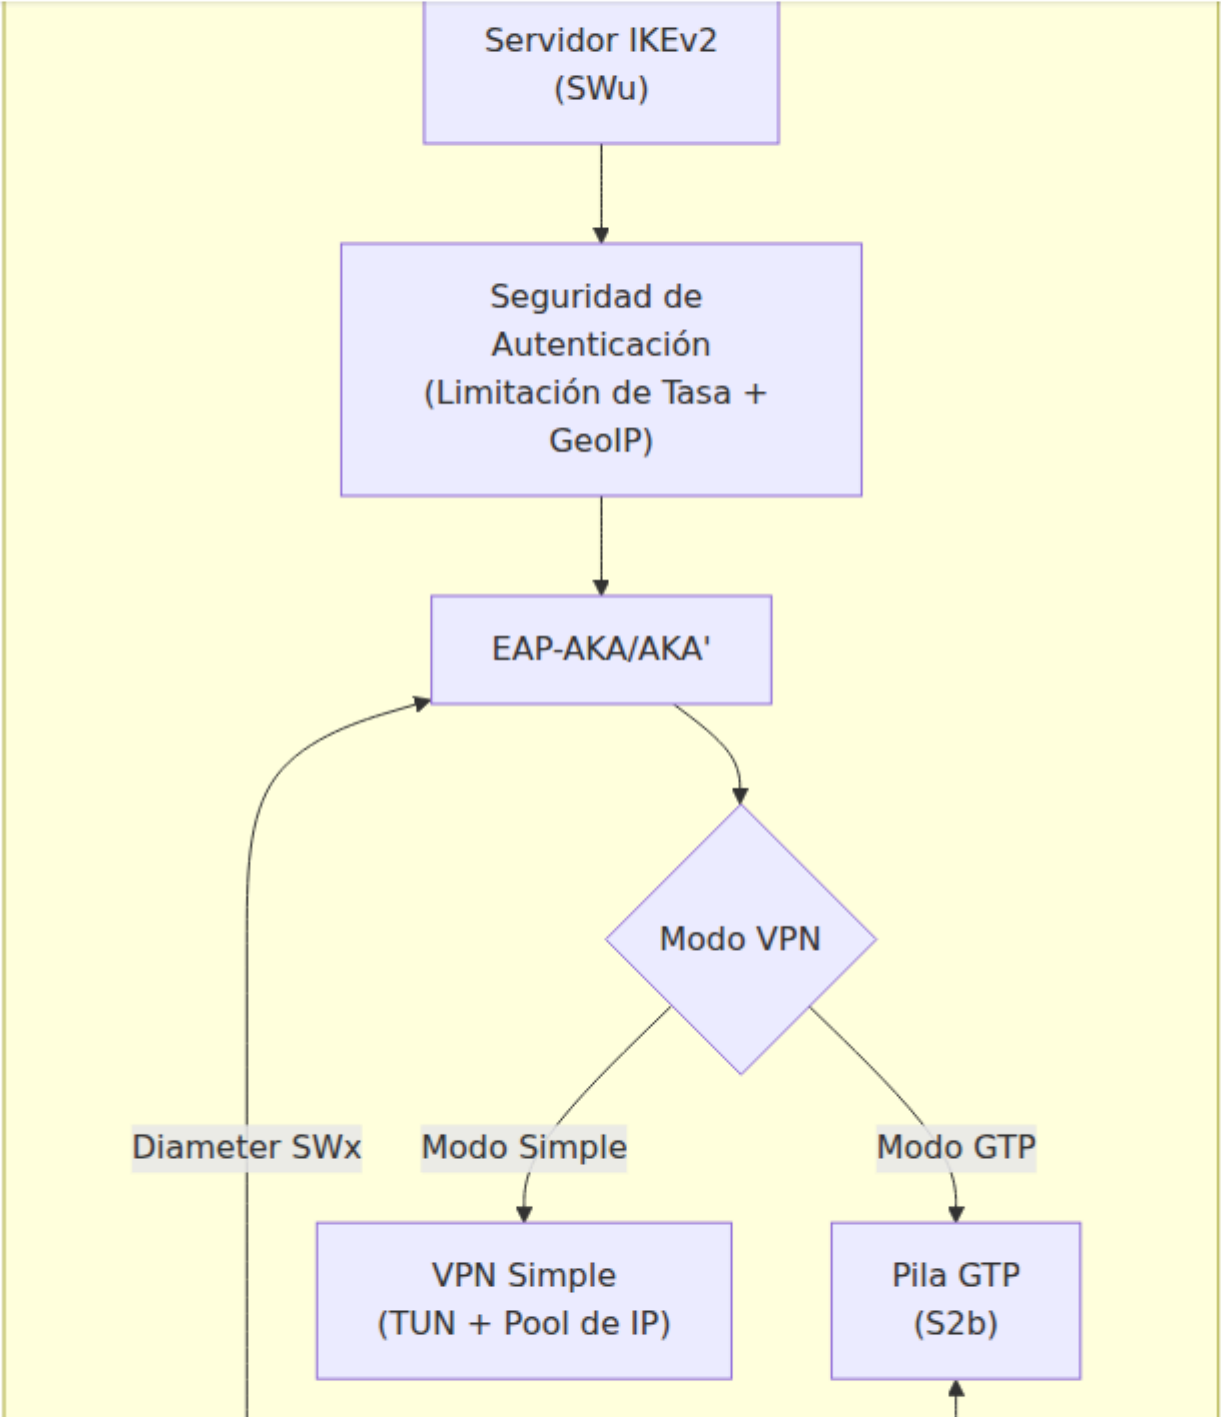 Servidor IKEv2
(SWu)
Seguridad de
Autenticación
(Limitación de Tasa +
GeoIP)
EAP-AKA/AKA'
Modo VPN
Diameter SWx
Modo Simple
Modo GTP
VPN Simple
(TUN + Pool de IP)
Pila GTP
(S2b)